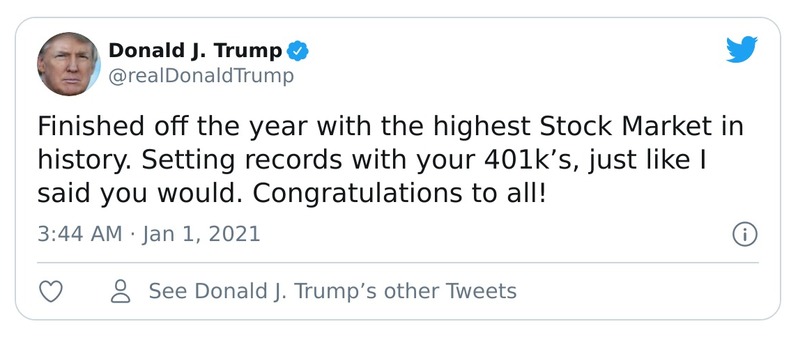 Donald J. Trump
@realDonaldTrump
Finished off the year with the highest Stock Market in
history. Setting records with your 401k’s, just like I
said you would. Congratulations to all!
3:44 AM · Jan 1, 2021
See Donald J. Trump’s other Tweets